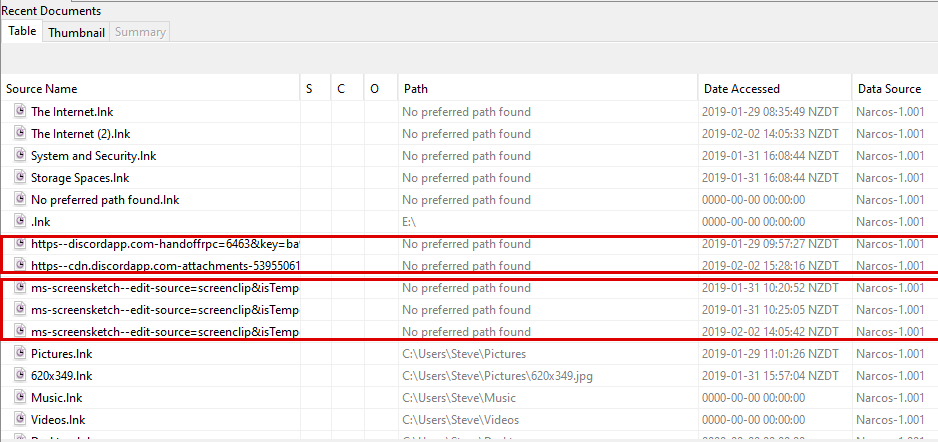 Recent Documents
Table Thumbnail Summary
Source Name S C O Path Date Accessed Data Source
The Internet.lnk No preferred path found 2019-01-29 08:35:49 NZDT Narcos-1.001
The Internet (2).lnk No preferred path found 2019-02-02 14:05:33 NZDT Narcos-1.001
System and Security.lnk No preferred path found 2019-01-31 16:08:44 NZDT Narcos-1.001
Storage Spaces.lnk No preferred path found 2019-01-31 16:08:44 NZDT Narcos-1.001
No preferred path found.lnk No preferred path found 0000-00-00 00:00:00 Narcos-1.001
.lnk E:\ 0000-00-00 00:00:00 Narcos-1.001
https--discordapp.com-handoffrpc=6463&key=ba No preferred path found 2019-01-29 09:57:27 NZDT Narcos-1.001
https--cdn.discordapp.com-attachments-53955061 No preferred path found 2019-02-02 15:28:16 NZDT Narcos-1.001
ms-screensketch--edit-source=screenclip&isTemp No preferred path found 2019-01-31 10:20:52 NZDT Narcos-1.001
ms-screensketch--edit-source=screenclip&isTemp No preferred path found 2019-01-31 10:25:05 NZDT Narcos-1.001
ms-screensketch--edit-source=screenclip&isTemp No preferred path found 2019-02-02 14:05:42 NZDT Narcos-1.001
Pictures.lnk C:\Users\Steve\Pictures 2019-01-29 11:01:26 NZDT Narcos-1.001
620x349.lnk C:\Users\Steve\Pictures\620x349.jpg 2019-01-31 15:57:04 NZDT Narcos-1.001
Music.lnk C:\Users\Steve\Music 0000-00-00 00:00:00 Narcos-1.001
Videos.lnk C:\Users\Steve\Videos 0000-00-00 00:00:00 Narcos-1.001